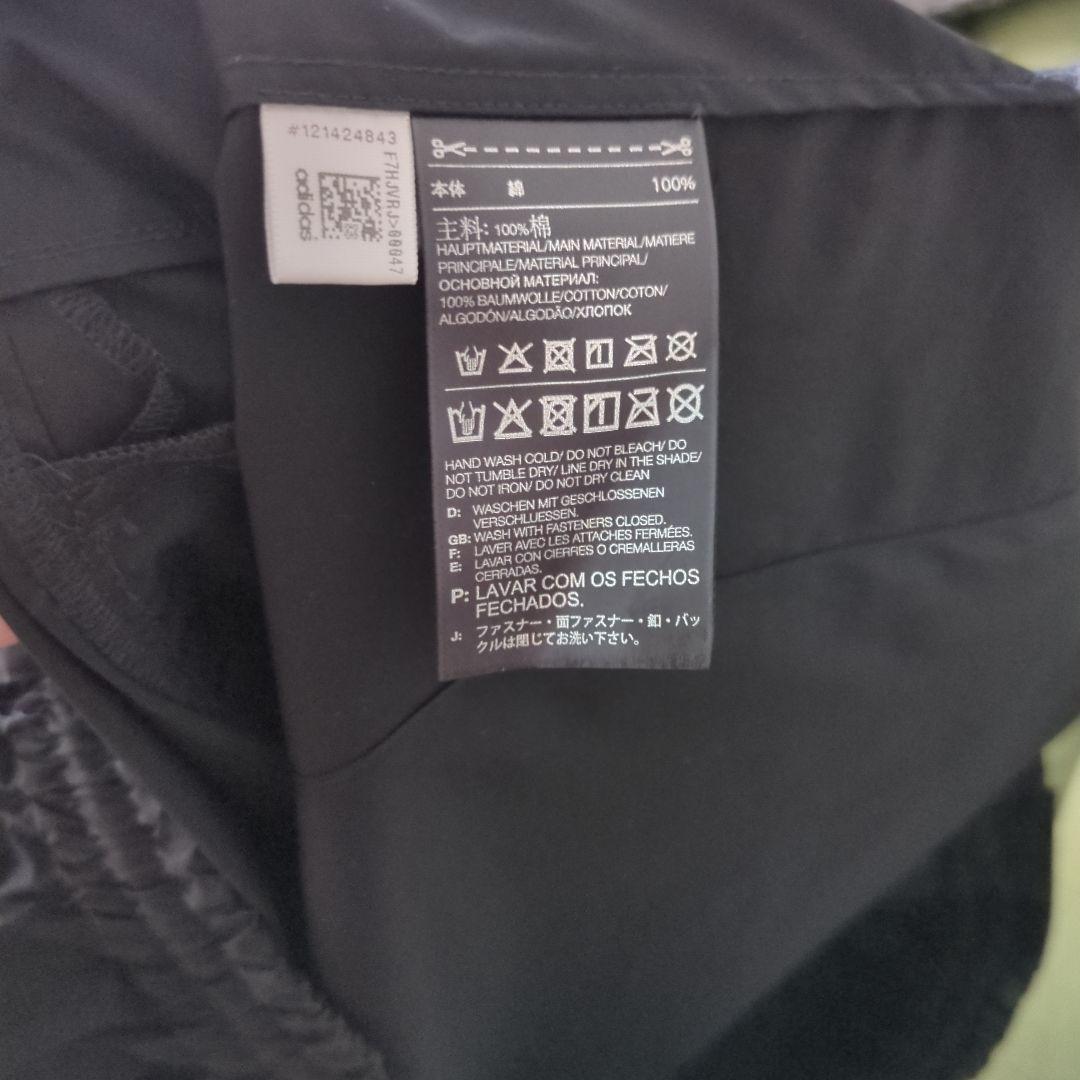 #121424843
F7HJVRJ>00047
adidas
本体 綿 100%
主料: 100%棉
HAUPTMATERIAL/MAIN MATERIAL/MATIERE
PRINCIPALE/MATERIAL PRINCIPAL/
ОСНОВНОЙ МАТЕРИАЛ:
100% BAUMWOLLE/COTTON/COTON/
ALGODÓN/ALGODÃO/ХЛОПОК
HAND WASH COLD/ DO NOT BLEACH/ DO
NOT TUMBLE DRY/ LINE DRY IN THE SHADE/
DO NOT IRON/ DO NOT DRY CLEAN
D: WASCHEN MIT GESCHLOSSENEN
VERSCHLUESSEN.
GB: WASH WITH FASTENERS CLOSED.
F: LAVER AVEC LES ATTACHES FERMÉES.
E: LAVAR CON CIERRES O CREMALLERAS
CERRADAS.
P: LAVAR COM OS FECHOS
FECHADOS.
J: ファスナー・面ファスナー・釦・バッ
クルは閉じてお洗い下さい。